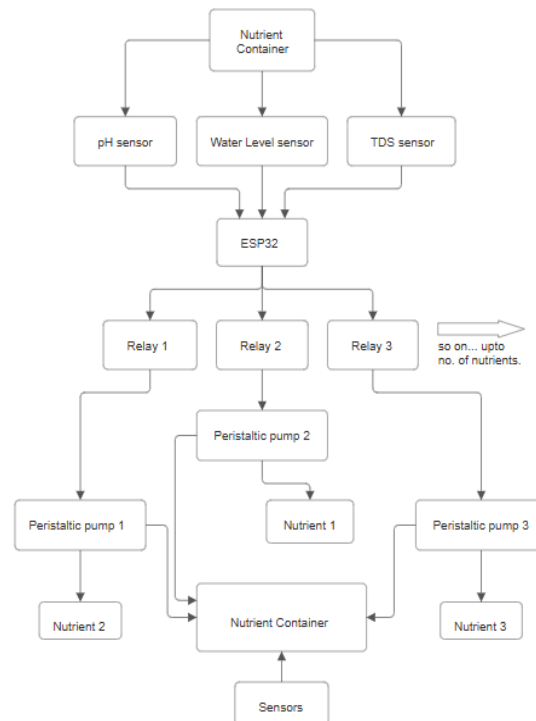 Nutrient
Container
pH sensor
Water Level sensor
TDS sensor
ESP32
Relay 1
Relay 2
Relay 3
so on... upto
no. of nutrients.
Peristaltic pump 2
Peristaltic pump 1
Nutrient 1
Peristaltic pump 3
Nutrient 2
Nutrient Container
Nutrient 3
Sensors